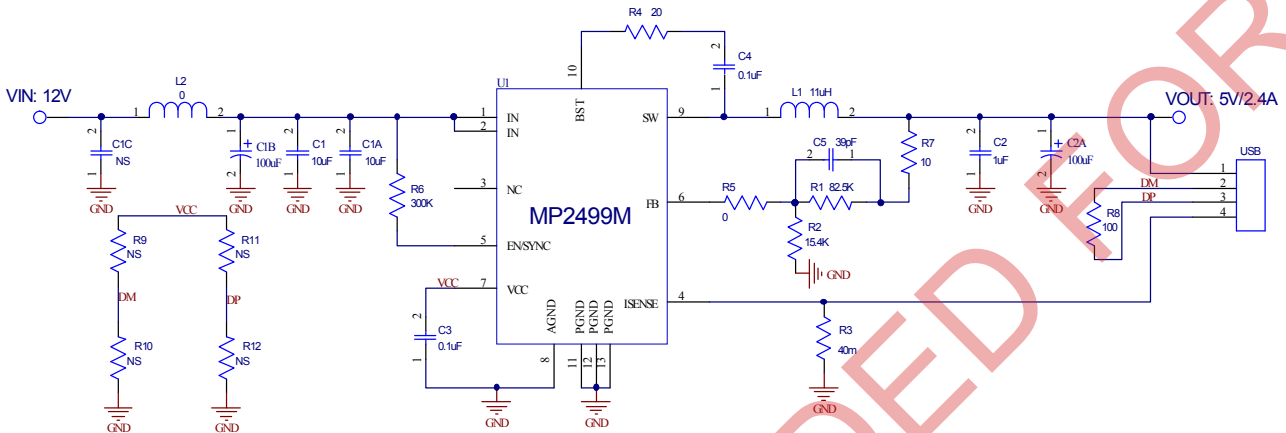 R4 20
C4
0.1uF
2
1
10
U1
L2
0
VIN: 12V
1
2
L1 11uH
1
2
VOUT: 5V/2.4A
BST
1
2
IN
IN
SW
9
C1C
NS
2
1
GND
C1B
100uF
+
1
2
GND
C1
10uF
2
1
GND
C1A
10uF
2
1
GND
R6
300K
C5 39pF
2
1
R7
10
C2
1uF
2
1
GND
C2A
100uF
+
1
2
GND
USB
1
2
3
4
DM
DP
R8
100
3
NC
MP2499M
FB
6
R5
0
R1 82.5K
R2
15.4K
GND
5
EN/SYNC
VCC
R9
NS
R11
NS
DM
DP
R10
NS
R12
NS
GND
GND
VCC
7
VCC
C3
0.1uF
2
1
AGND
PGND
PGND
PGND
8
11
12
13
GND
GND
ISENSE
4
R3
40m
GND
DED FOR